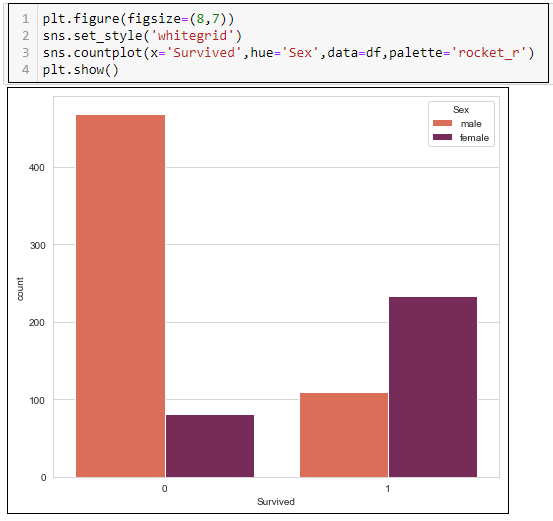 1 plt.figure(figsize=(8,7))
2 sns.set_style('whitegrid')
3 sns.countplot(x='Survived',hue='Sex',data=df,palette='rocket_r')
4 plt.show()
Sex
male
female
400
300
200
100
0
count
0 1
Survived